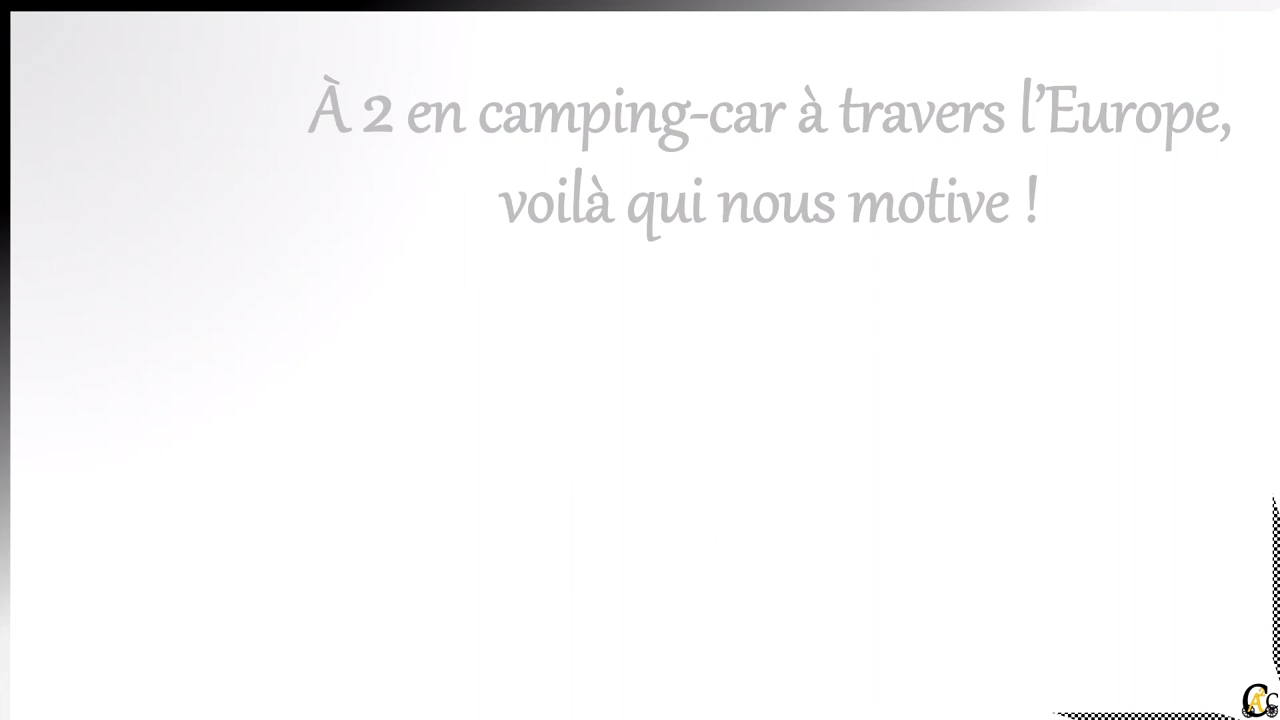 À 2 en camping-car à travers l’Europe,
voilà qui nous motive !